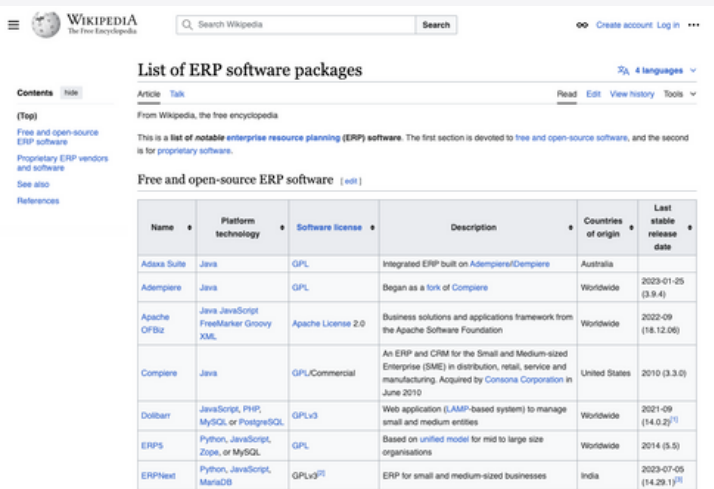 WIKIPEDIA
The Free Encyclopedia
Search Wikipedia
Search
Create account Log in
List of ERP software packages
4 languages
Contents hide
(Top)
Free and open-source
ERP software
Proprietary ERP vendors
and software
See also
References
Article Talk
Read Edit View history Tools
From Wikipedia, the free encyclopedia
This is a list of notable enterprise resource planning (ERP) software. The first section is devoted to free and open-source software, and the second
is for proprietary software.
Free and open-source ERP software [edit]
Name Platform technology Software license Description Countries of origin Last stable release date
Adaxa Suite Java GPL Integrated ERP built on Adempiere/iDempiere Australia
Adempiere Java GPL Began as a fork of Compiere Worldwide 2023-01-25 (3.9.4)
Apache OFBiz Java JavaScript FreeMarker Groovy XML Apache License 2.0 Business solutions and applications framework from the Apache Software Foundation Worldwide 2022-09 (18.12.06)
Compiere Java GPL/Commercial An ERP and CRM for the Small and Medium-sized Enterprise (SME) in distribution, retail, service and manufacturing. Acquired by Consona Corporation in June 2010 United States 2010 (3.3.0)
Dolibarr JavaScript, PHP, MySQL or PostgreSQL GPLv3 Web application (LAMP-based system) to manage small and medium entities Worldwide 2021-09 (14.0.2)[1]
ERP5 Python, JavaScript, Zope, or MySQL GPL Based on unified model for mid to large size organisations Worldwide 2014 (5.5)
ERPNext Python, JavaScript, MariaDB GPLv3[2] ERP for small and medium-sized businesses India 2023-07-05 (14.29.1)[3]